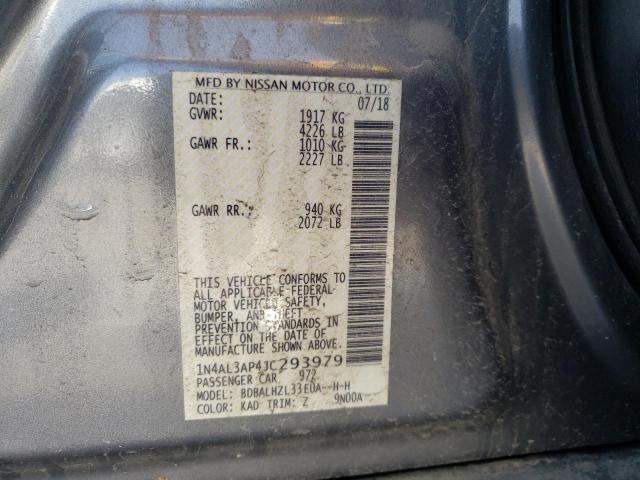 MFD BY NISSAN MOTOR CO., LTD.
DATE: 07/18
GVWR: 1917 KG
4226 LB
GAWR FR.: 1010 KG
2227 LB
GAWR RR.: 940 KG
2072 LB
THIS VEHICLE CONFORMS TO
ALL APPLICABLE FEDERAL
MOTOR VEHICLE SAFETY,
BUMPER, AND THEFT
PREVENTION STANDARDS IN
EFFECT ON THE DATE OF
MANUFACTURE SHOWN ABOVE.
1N4AL3AP4JC293979
PASSENGER CAR 972
MODEL: BDBALHZL33EDA--H-H
COLOR: KAD TRIM: Z 9N00A